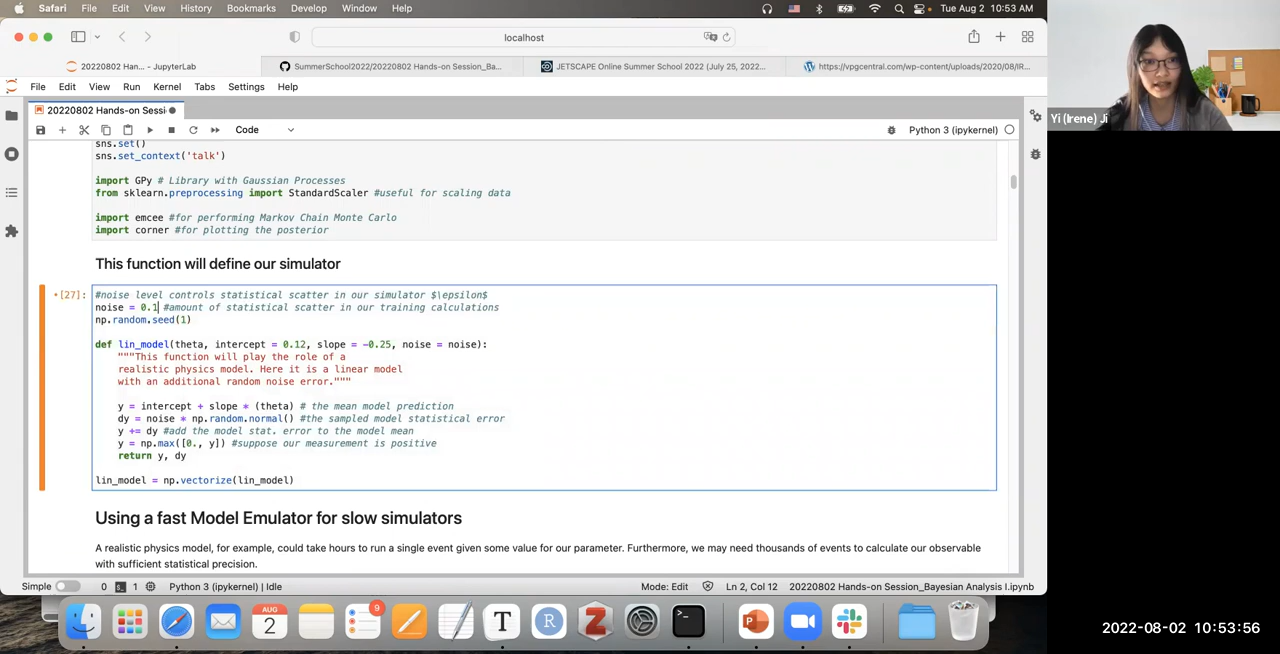 Safari File Edit View History Bookmarks Develop Window Help Tue Aug 2 10:53 AM
localhost
20220802 Han... - JupyterLab SummerSchool2022/20220802 Hands-on Session_Ba... JETSCAPE Online Summer School 2022 (July 25, 2022... https://vpgcentral.com/wp-content/uploads/2020/08/IR...
File Edit View Run Kernel Tabs Settings Help
20220802 Hands-on Sessi
Code Python 3 (ipykernel)
sns.set()
sns.set_context('talk')
import GPy # Library with Gaussian Processes
from sklearn.preprocessing import StandardScaler #useful for scaling data
import emcee #for performing Markov Chain Monte Carlo
import corner #for plotting the posterior
This function will define our simulator
[27]: #noise level controls statistical scatter in our simulator $\epsilon$
noise = 0.1 #amount of statistical scatter in our training calculations
np.random.seed(1)
def lin_model(theta, intercept = 0.12, slope = -0.25, noise = noise):
"""This function will play the role of a
realistic physics model. Here it is a linear model
with an additional random noise error."""
y = intercept + slope * (theta) # the mean model prediction
dy = noise * np.random.normal() #the sampled model statistical error
y += dy #add the model stat. error to the model mean
y = np.max([0., y]) #suppose our measurement is positive
return y, dy
lin_model = np.vectorize(lin_model)
Using a fast Model Emulator for slow simulators
A realistic physics model, for example, could take hours to run a single event given some value for our parameter. Furthermore, we may need thousands of events to calculate our observable
with sufficient statistical precision.
Simple 0 1 Python 3 (ipykernel) | Idle Mode: Edit Ln 2, Col 12 20220802 Hands-on Session_Bayesian Analysis I.ipynb
AUG
2
9
Yi (Irene) Ji
2022-08-02 10:53:56